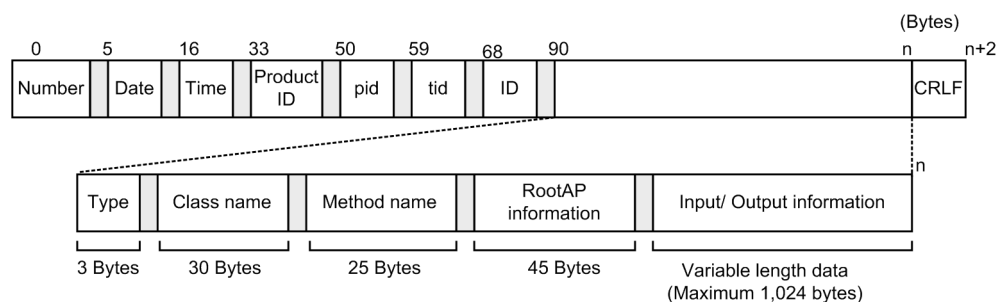 (Bytes)
0 5 16 33 50 59 68 90 n n+2
Number Date Time Product ID pid tid ID CRLF
n
Type Class name Method name RootAP information Input/ Output information
3 Bytes 30 Bytes 25 Bytes 45 Bytes Variable length data
(Maximum 1,024 bytes)